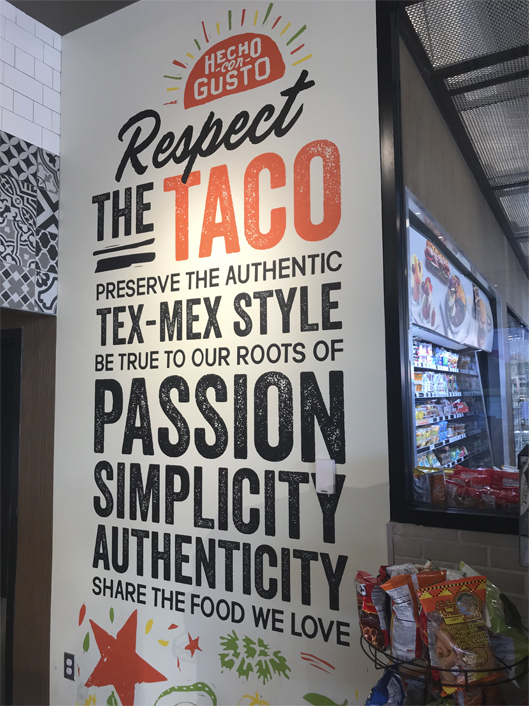 HECHO
-con-
GUSTO
Respect
THE TACO
PRESERVE THE AUTHENTIC
TEX-MEX STYLE
BE TRUE TO OUR ROOTS OF
PASSION
SIMPLICITY
AUTHENTICITY
SHARE THE FOOD WE LOVE